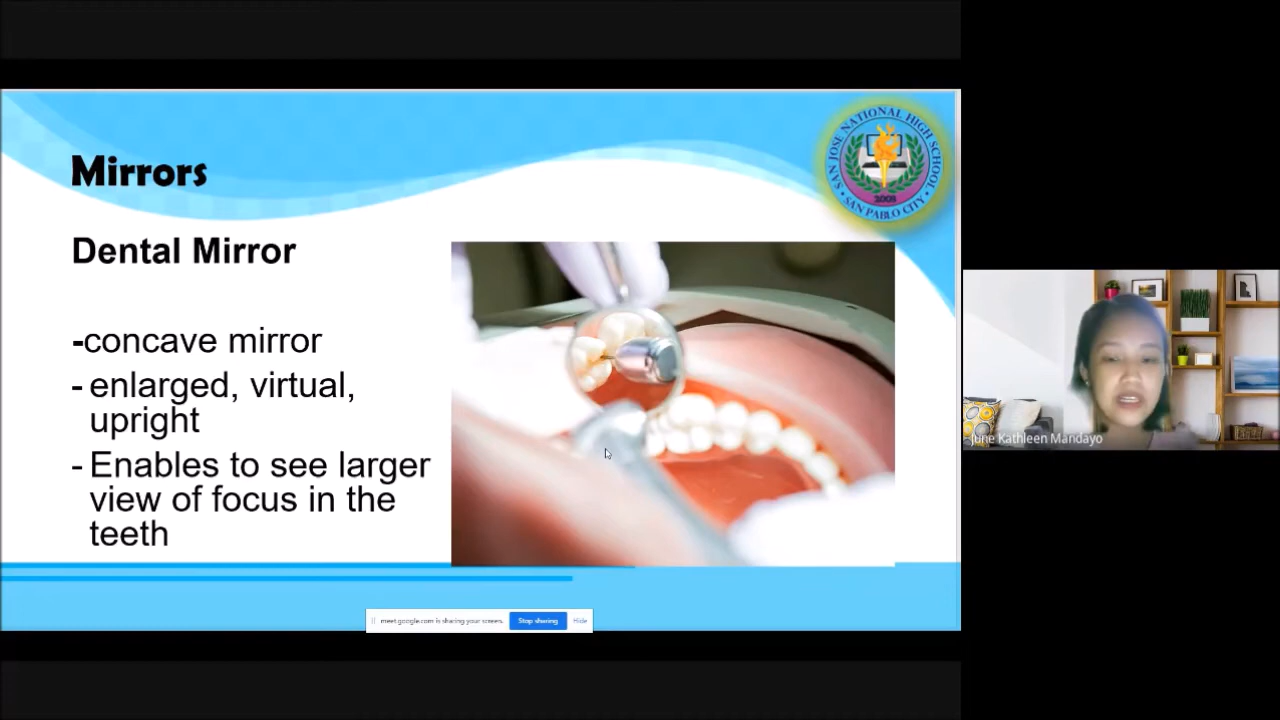 Mirrors
SAN JOSE NATIONAL HIGH SCHOOL
2003
SAN PABLO CITY
Dental Mirror
-concave mirror
- enlarged, virtual,
upright
- Enables to see larger
view of focus in the
teeth
June Kathleen Mandayo
meet.google.com is sharing your screen.
Stop sharing
Hide